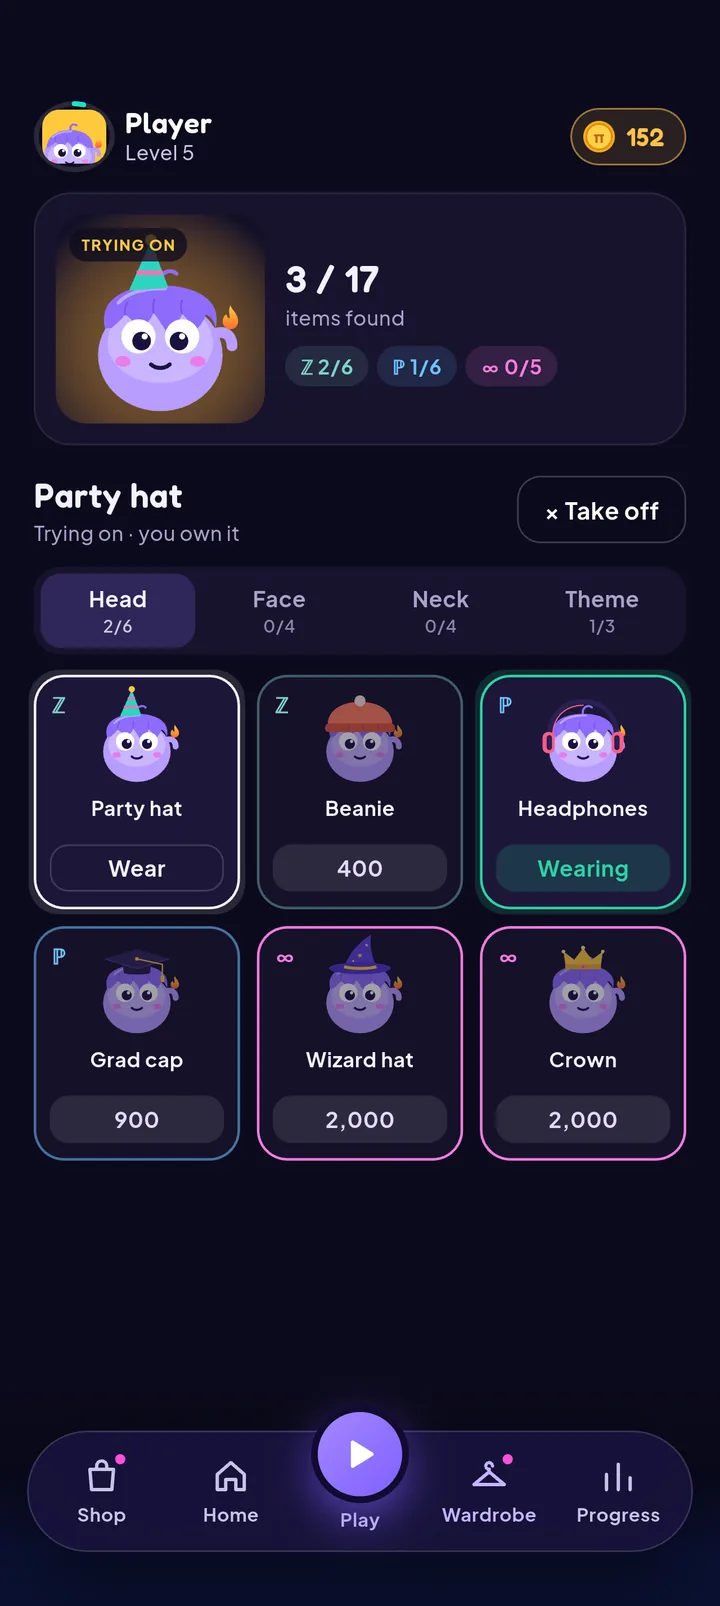 Player
Level 5
π 152
TRYING ON
3 / 17
items found
ℤ 2/6 ℙ 1/6 ∞ 0/5
Party hat
Trying on · you own it
× Take off
Head Face Neck Theme
2/6 0/4 0/4 1/3
ℤ ℤ ℙ
Party hat Beanie Headphones
Wear 400 Wearing
ℙ ∞ ∞
Grad cap Wizard hat Crown
900 2,000 2,000
Shop Home Play Wardrobe Progress